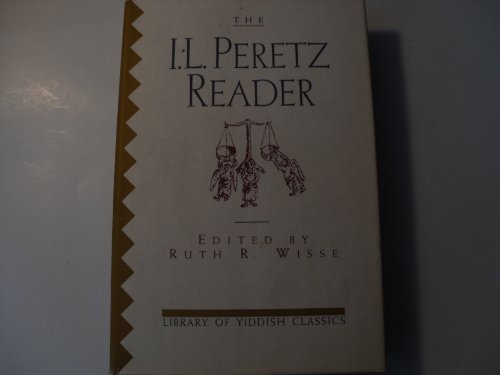 THE
I.L. PERETZ
READER
EDITED BY
RUTH R. WISSE
LIBRARY OF YIDDISH CLASSICS